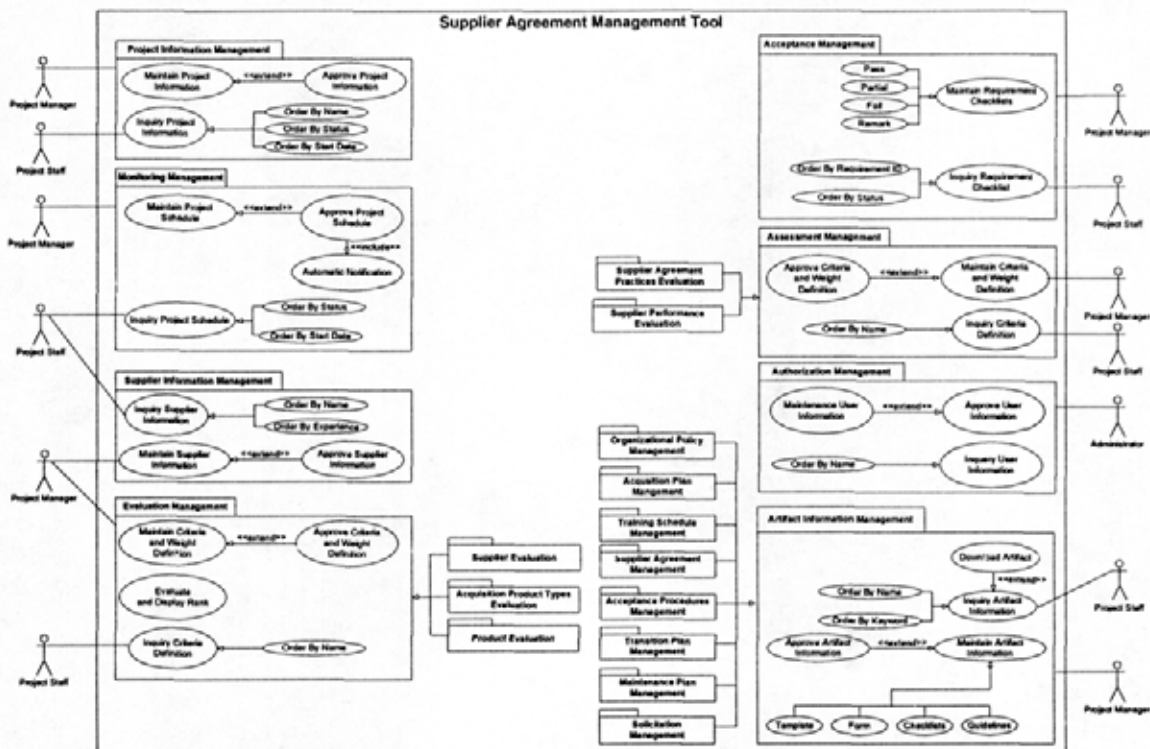 Supplier Agreement Management Tool
Project Information Management
Maintain Project
Information
<<extend>>
Approve Project
Information
Inquiry Project
Information
Order By Name
Order By Status
Order By Start Date
Project Manager
Project Staff
Monitoring Management
Maintain Project
Schedule
<<extend>>
Approve Project
Schedule
<<include>>
Automatic Notification
Inquiry Project Schedule
Order By Status
Order By Start Date
Project Manager
Project Staff
Supplier Information Management
Inquiry Supplier
Information
Order By Name
Order By Experience
Maintain Supplier
Information
<<extend>>
Approve Supplier
Information
Project Manager
Evaluation Management
Maintain Criteria
and Weight
Definition
<<extend>>
Approve Criteria
and Weight
Definition
Evaluate
and Display Rank
Inquiry Criteria
Definition
Order By Name
Project Staff
Supplier Evaluation
Acquisition Product Types
Evaluation
Product Evaluation
Acceptance Management
Pass
Partial
Fail
Remark
Maintain Requirement
Checklists
Order By Requirement ID
Order By Status
Inquiry Requirement
Checklist
Project Manager
Project Staff
Supplier Agreement
Practices Evaluation
Supplier Performance
Evaluation
Assessment Management
Approve Criteria
and Weight
Definition
<<extend>>
Maintain Criteria
and Weight
Definition
Order By Name
Inquiry Criteria
Definition
Project Manager
Project Staff
Authorization Management
Maintenance User
Information
<<extend>>
Approve User
Information
Order By Name
Inquery User
Information
Administrator
Organizational Policy
Management
Acqusition Plan
Mangement
Training Schedule
Management
Supplier Agreement
Management
Acceptance Procedures
Management
Transition Plan
Management
Maintenance Plan
Management
Solicitation
Management
Artifact Information Management
Download Artifact
<<extend>>
Order By Name
Order By Keyword
Inquiry Artifact
Information
Approve Artifact
Information
<<extend>>
Maintain Artifact
Information
Template
Form
Checklists
Guidelines
Project Staff
Project Manager